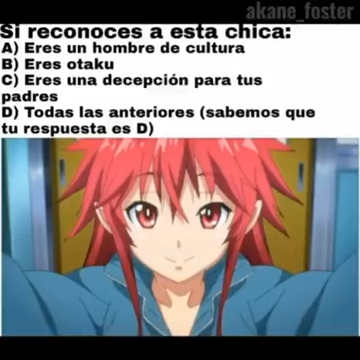 akane_foster
Si reconoces a esta chica:
A) Eres un hombre de cultura
B) Eres otaku
C) Eres una decepción para tus
padres
D) Todas las anteriores (sabemos que
tu respuesta es D)